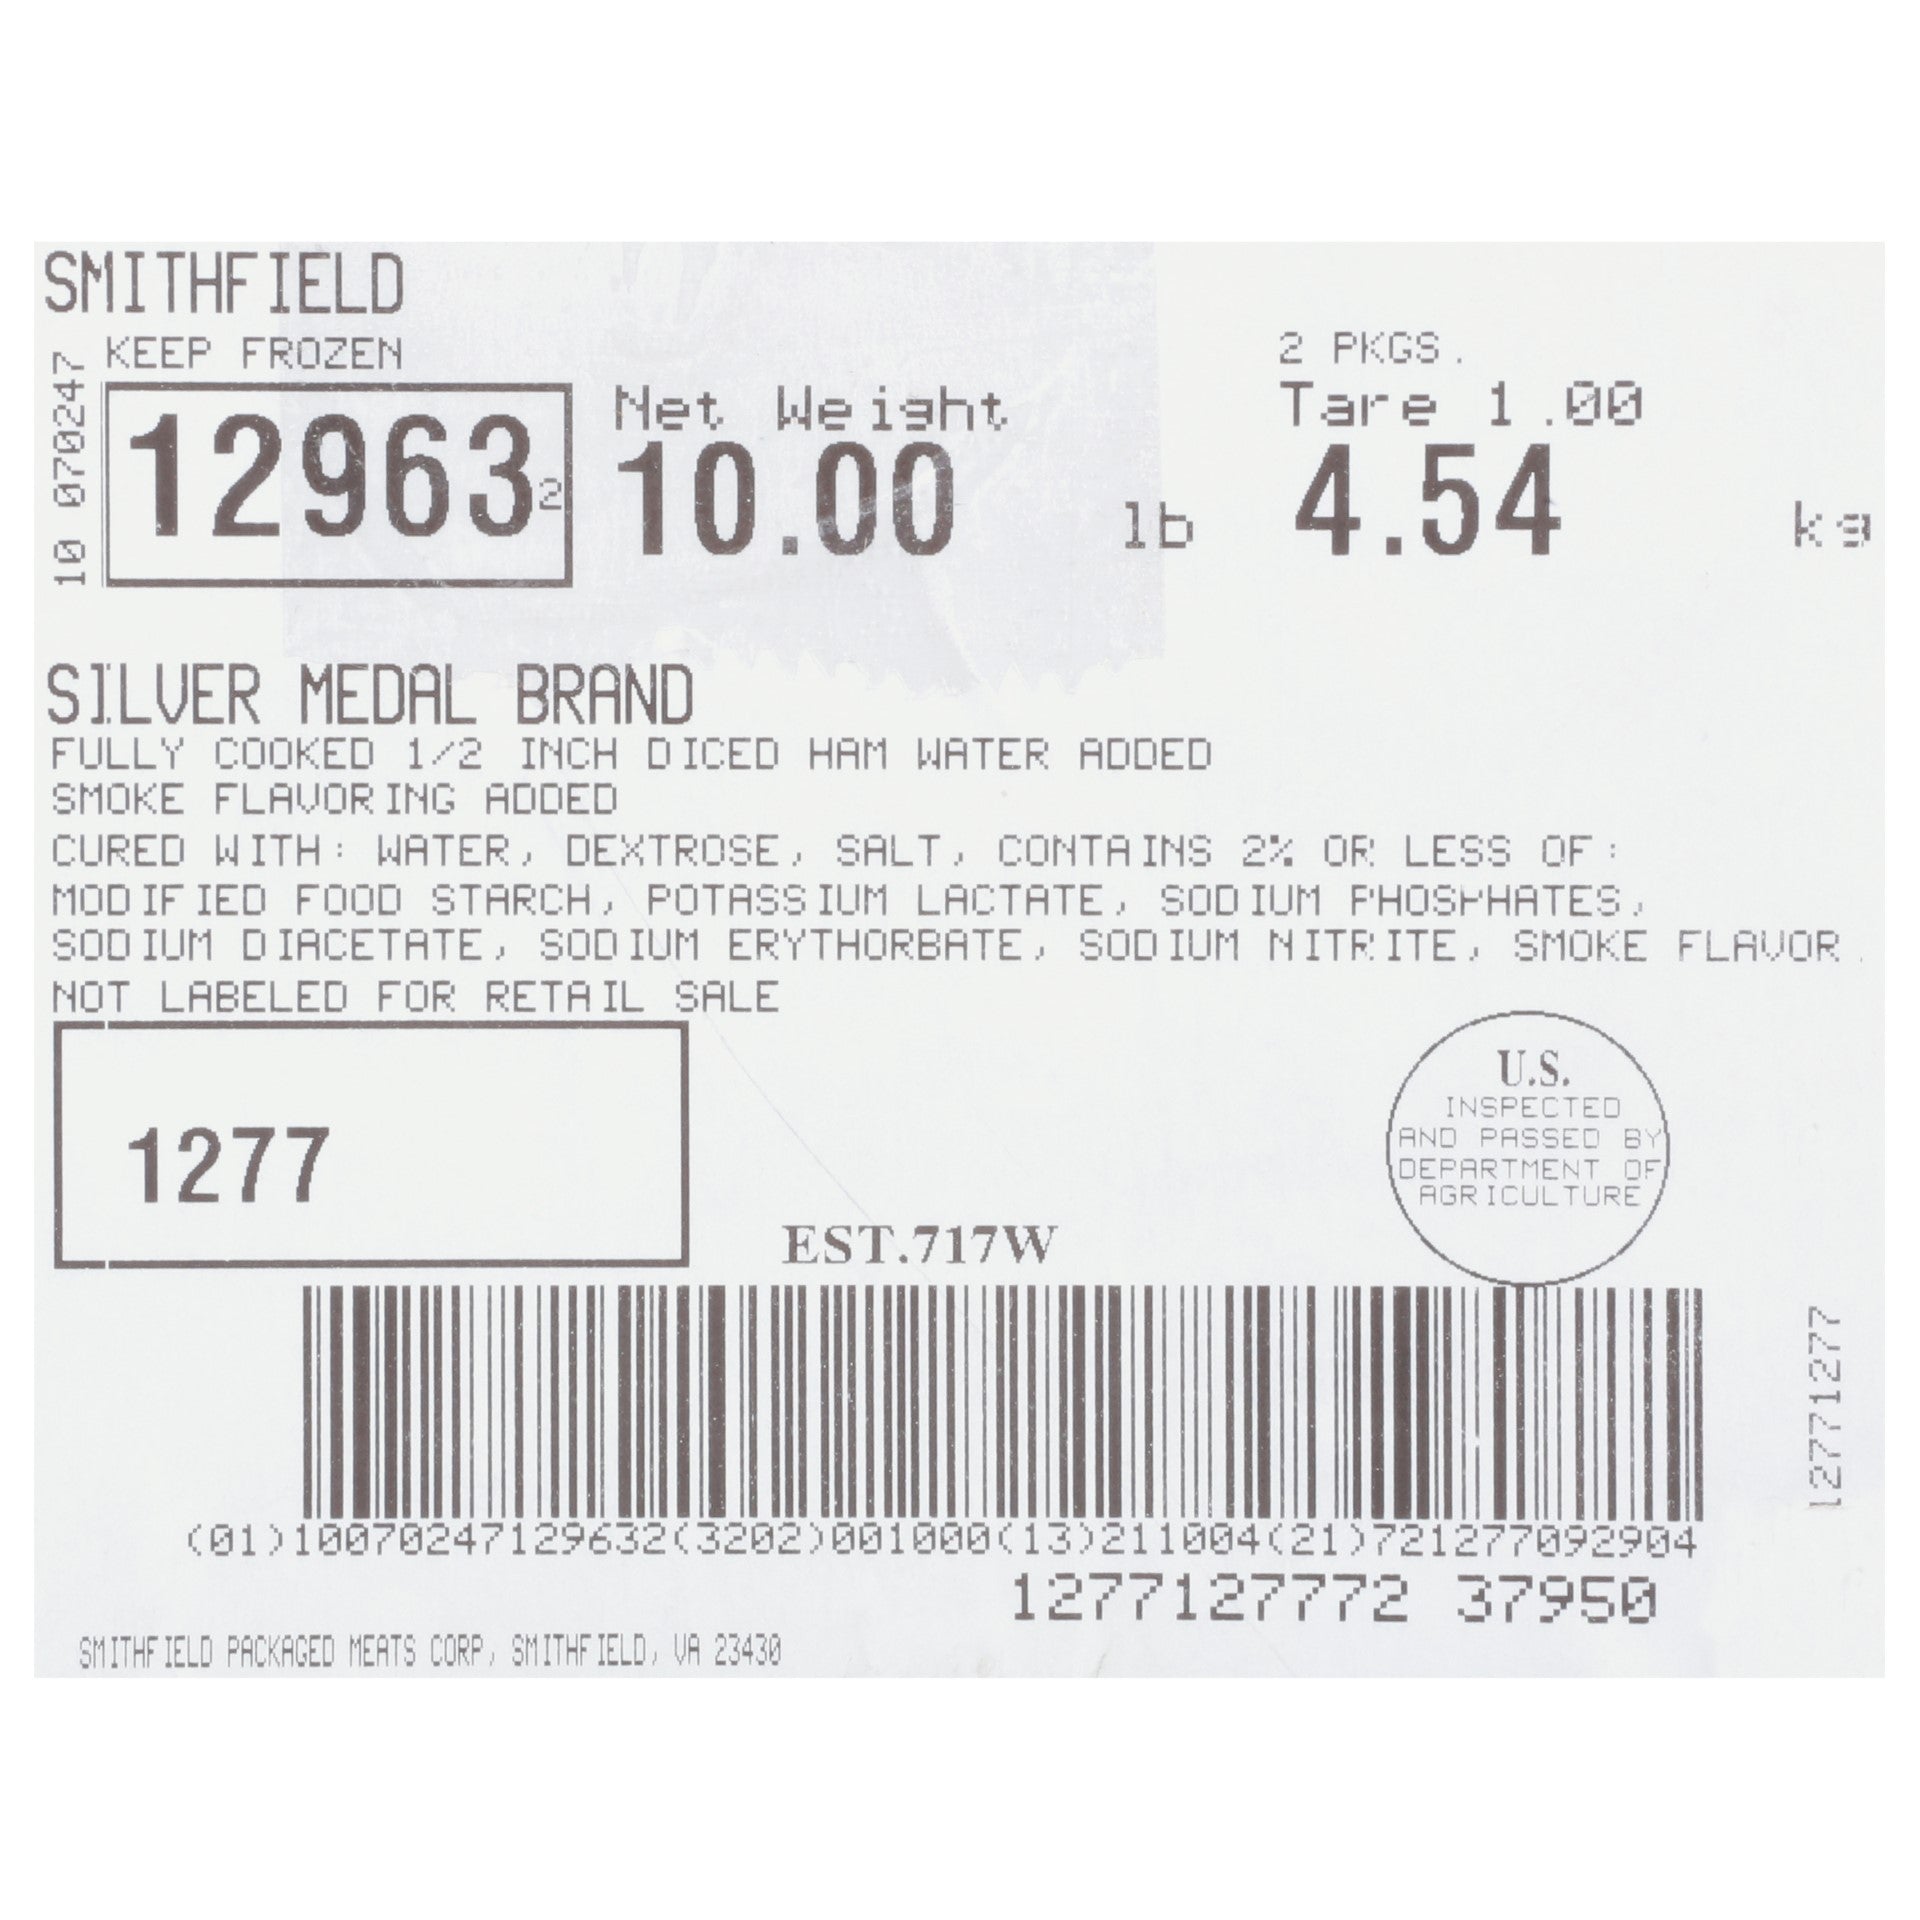 SMITHFIELD
KEEP FROZEN
10 070247
12963 2
Net Weight
10.00 lb
2 PKGS.
Tare 1.00
4.54 kg
SILVER MEDAL BRAND
FULLY COOKED 1/2 INCH DICED HAM WATER ADDED
SMOKE FLAVORING ADDED
CURED WITH: WATER, DEXTROSE, SALT, CONTAINS 2% OR LESS OF:
MODIFIED FOOD STARCH, POTASSIUM LACTATE, SODIUM PHOSPHATES,
SODIUM DIACETATE, SODIUM ERYTHORBATE, SODIUM NITRITE, SMOKE FLAVOR.
NOT LABELED FOR RETAIL SALE
1277
EST.717W
U.S.
INSPECTED
AND PASSED BY
DEPARTMENT OF
AGRICULTURE
12771277
(01)10070247129632(3202)001000(13)211004(21)721277092904
1277127772 37950
SMITHFIELD PACKAGED MEATS CORP, SMITHFIELD, VA 23430